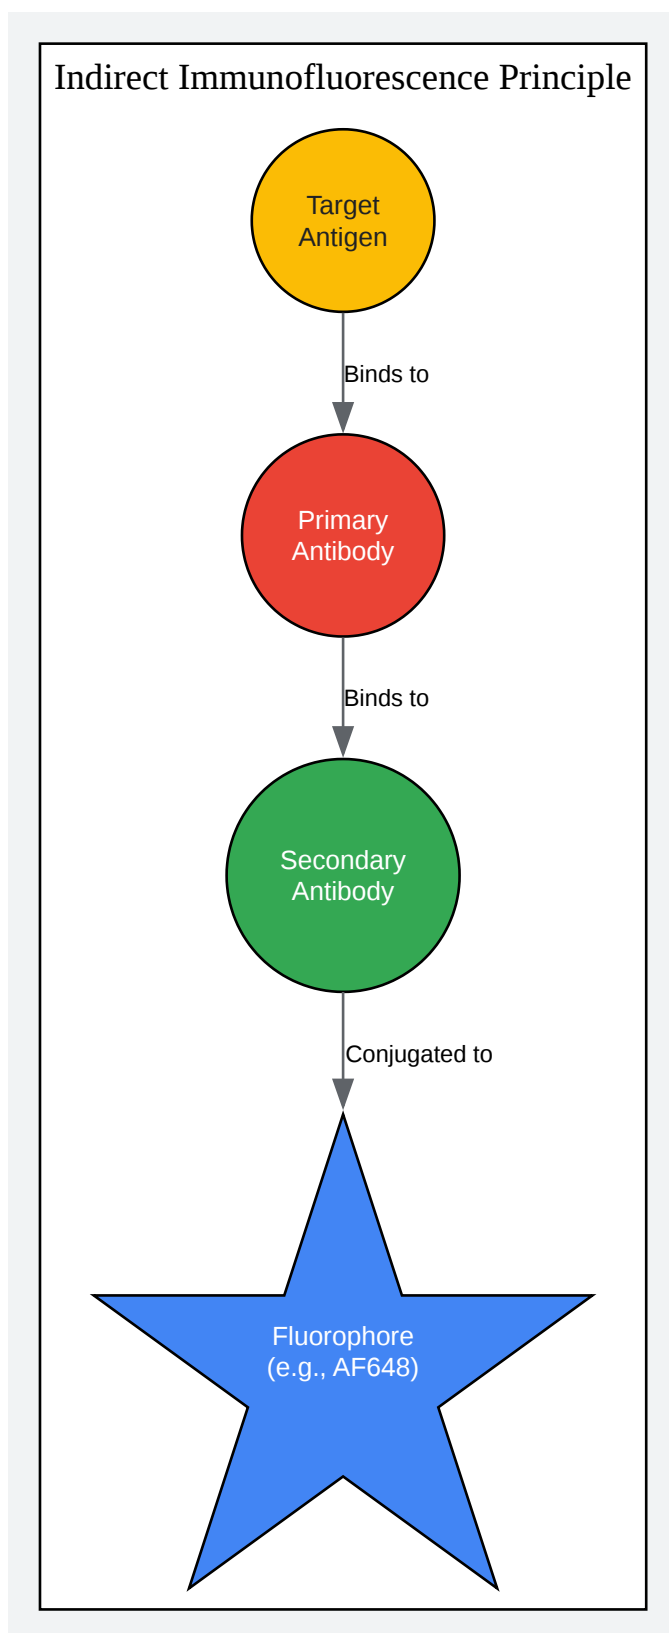 Indirect Immunofluorescence Principle
Target
Antigen
Binds to
Primary
Antibody
Binds to
Secondary
Antibody
Conjugated to
Fluorophore
(e.g., AF648)